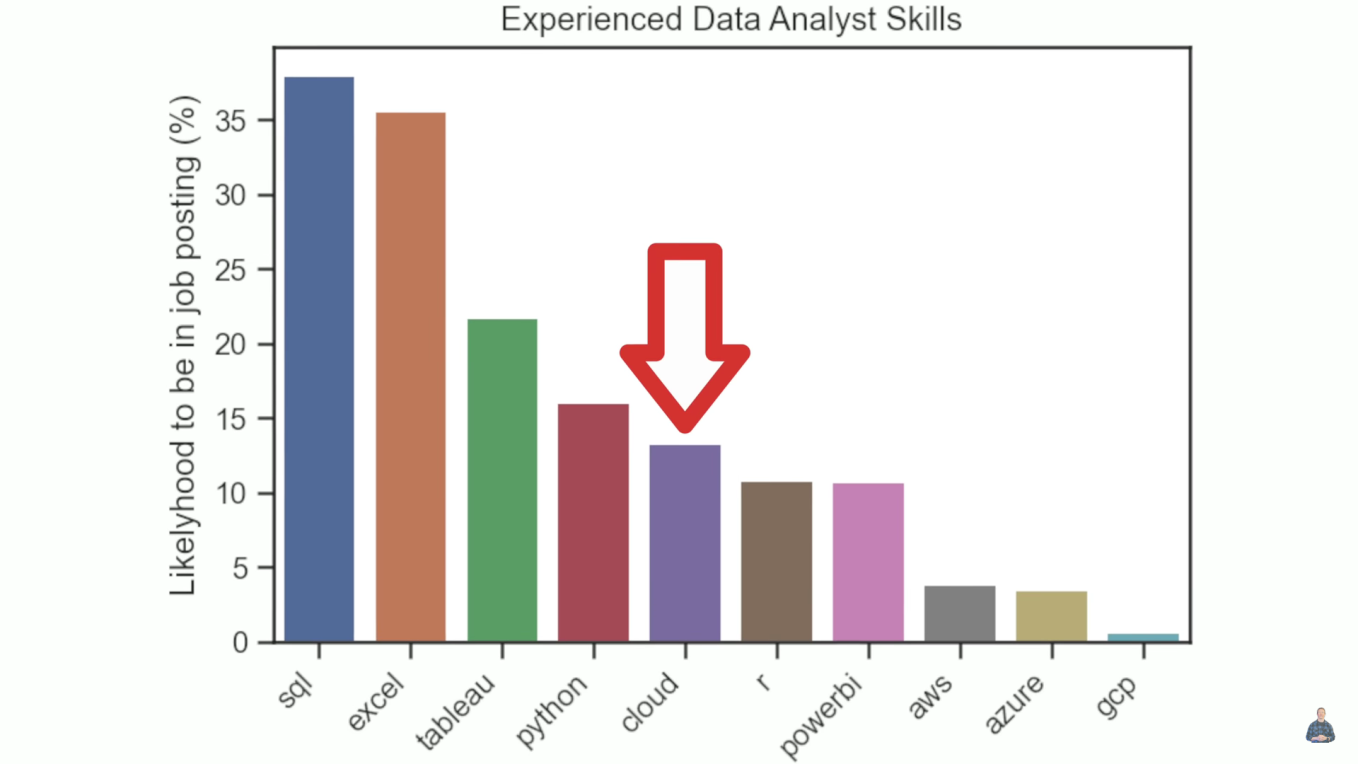 Experienced Data Analyst Skills
Likelyhood to be in job posting (%)
35
30
25
20
15
10
5
0
sql
excel
tableau
python
cloud
r
powerbi
aws
azure
gcp